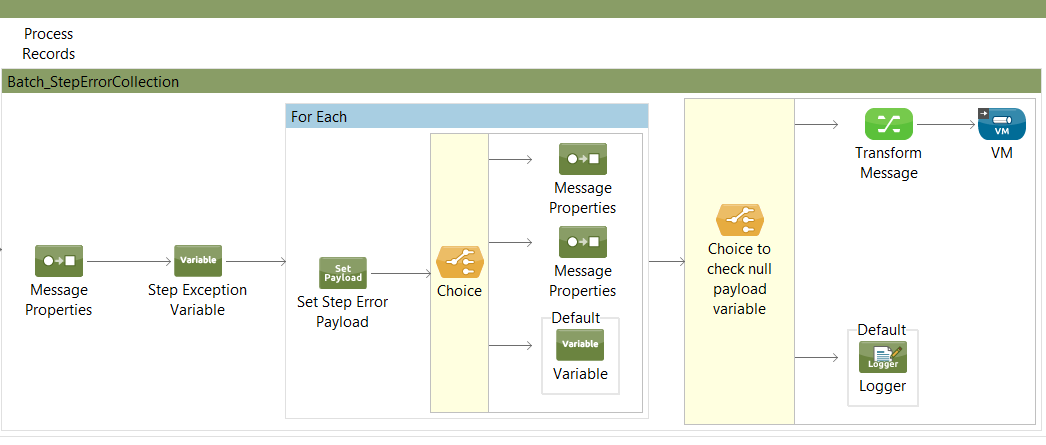 Process
Records
Batch_StepErrorCollection
Message
Properties
Variable
Step Exception
Variable
For Each
Set
Payload
Set Step Error
Payload
Choice
Message
Properties
Message
Properties
Default
Variable
Variable
Choice to
check null
payload
variable
Transform
Message
VM
VM
Default
Logger
Logger